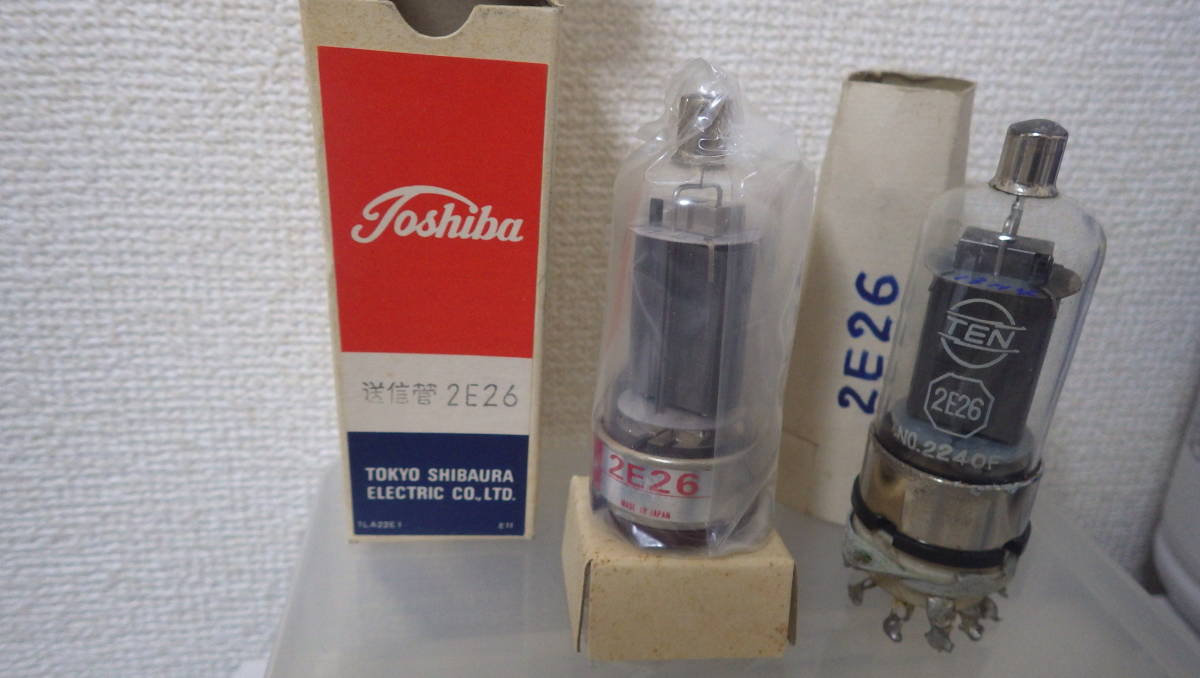 Toshiba
送信管 2E26
TOKYO SHIBAURA
ELECTRIC CO., LTD.
E11
2E26
MADE IN JAPAN
2E26
TEN
2E26
NO. 2240F